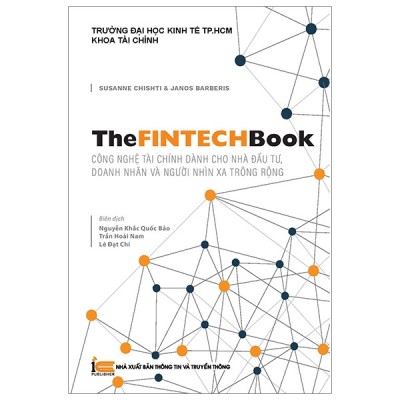 TRƯỜNG ĐẠI HỌC KINH TẾ TP.HCM
KHOA TÀI CHÍNH
SUSANNE CHISHTI & JANOS BARBERIS
TheFINTECHBook
CÔNG NGHỆ TÀI CHÍNH DÀNH CHO NHÀ ĐẦU TƯ,
DOANH NHÂN VÀ NGƯỜI NHÌN XA TRÔNG RỘNG
Biên dịch
Nguyễn Khắc Quốc Bảo
Trần Hoài Nam
Lê Đạt Chí
PUBLISHER
NHÀ XUẤT BẢN THÔNG TIN VÀ TRUYỀN THÔNG